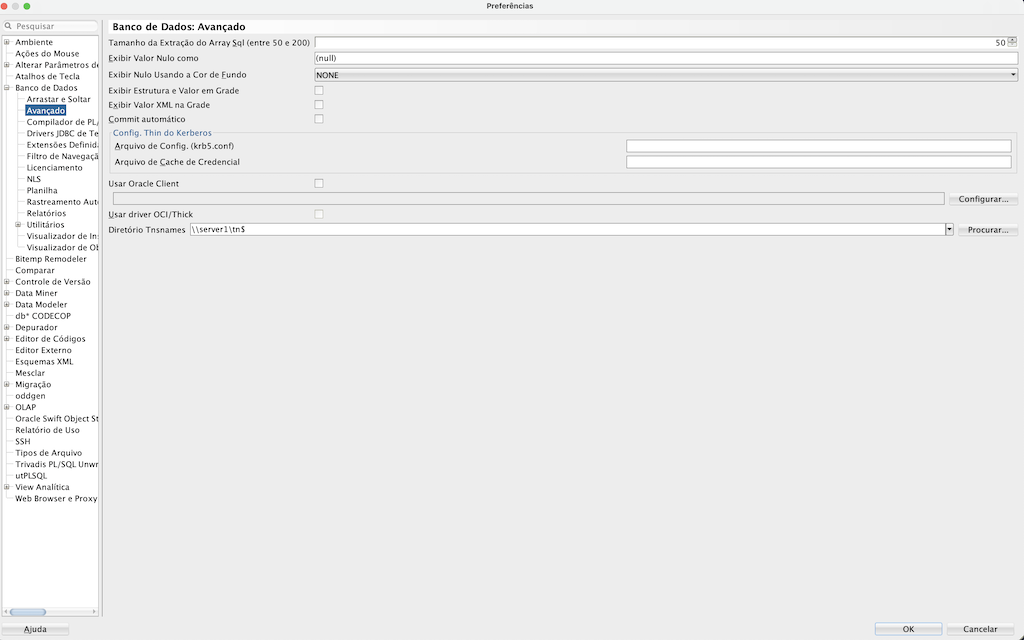 Preferências
Pesquisar
Ambiente
Ações do Mouse
Alterar Parâmetros de
Atalhos de Tecla
Banco de Dados
Arrastar e Soltar
Avançado
Compilador de PL/
Drivers JDBC de Te
Extensões Definida
Filtro de Navegaçã
Licenciamento
NLS
Planilha
Rastreamento Auto
Relatórios
Utilitários
Visualizador de Ins
Visualizador de Ob
Bitemp Remodeler
Comparar
Controle de Versão
Data Miner
Data Modeler
db* CODECOP
Depurador
Editor de Códigos
Editor Externo
Esquemas XML
Mesclar
Migração
oddgen
OLAP
Oracle Swift Object St
Relatório de Uso
SSH
Tipos de Arquivo
Trivadis PL/SQL Unwr
utPLSQL
View Analítica
Web Browser e Proxy
Ajuda
Banco de Dados: Avançado
Tamanho da Extração do Array Sql (entre 50 e 200) 50
Exibir Valor Nulo como (null)
Exibir Nulo Usando a Cor de Fundo NONE
Exibir Estrutura e Valor em Grade
Exibir Valor XML na Grade
Commit automático
Config. Thin do Kerberos
Arquivo de Config. (krb5.conf)
Arquivo de Cache de Credencial
Usar Oracle Client
Configurar...
Usar driver OCI/Thick
Diretório Tnsnames \\server1\tn$ Procurar...
OK Cancelar